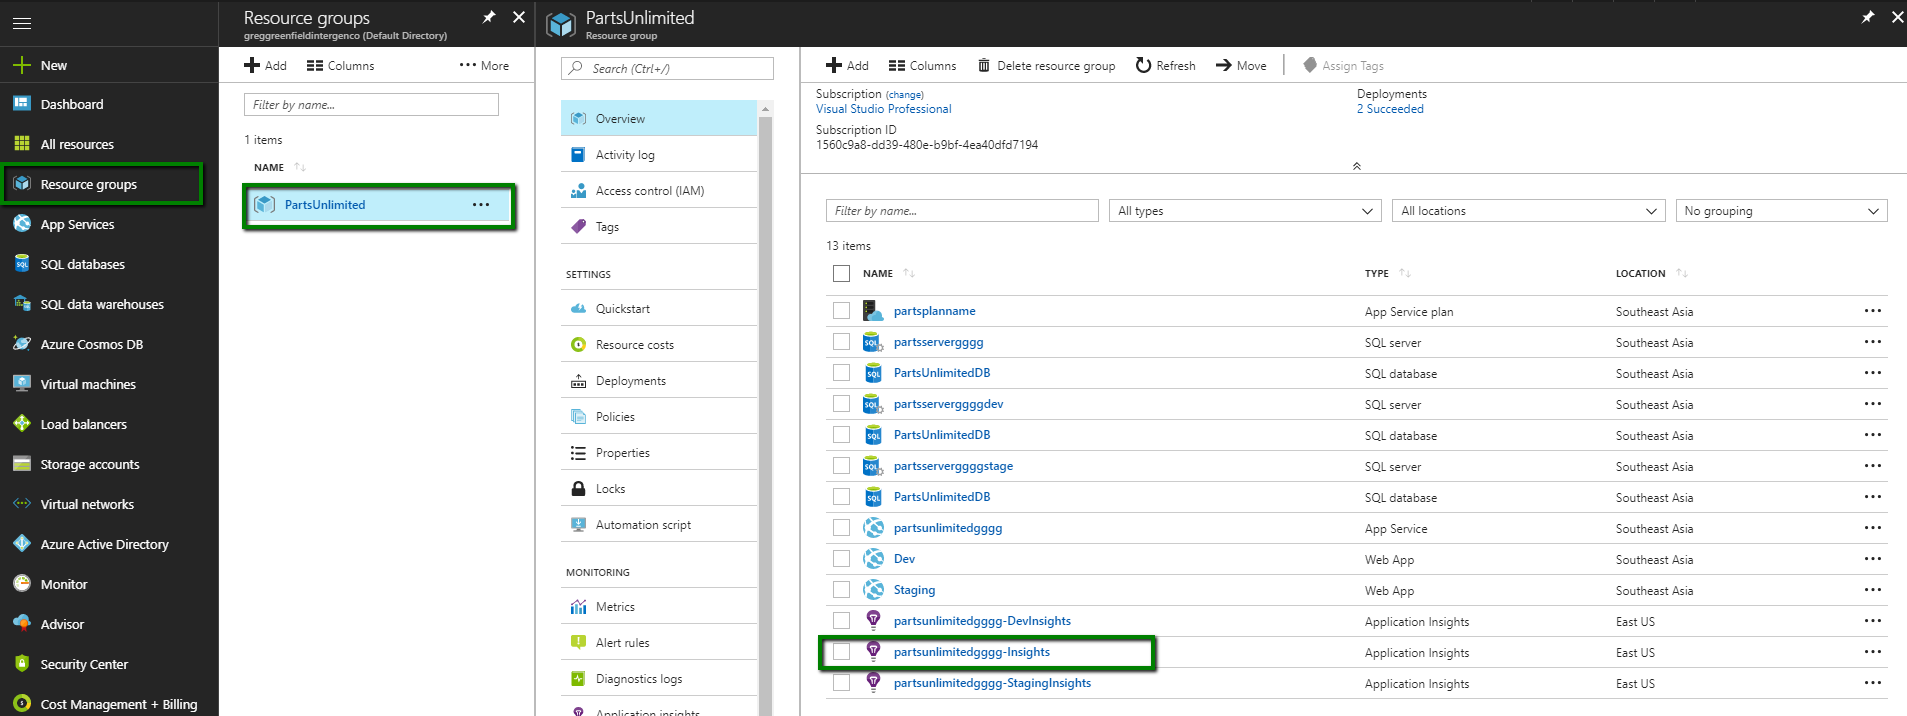 Resource groups
greggreenfieldintergenco (Default Directory)
PartsUnlimited
Resource group
New
Dashboard
All resources
Resource groups
App Services
SQL databases
SQL data warehouses
Azure Cosmos DB
Virtual machines
Load balancers
Storage accounts
Virtual networks
Azure Active Directory
Monitor
Advisor
Security Center
Cost Management + Billing
Add Columns ••• More
Filter by name...
1 items
NAME
PartsUnlimited •••
Search (Ctrl+/)
Overview
Activity log
Access control (IAM)
Tags
SETTINGS
Quickstart
Resource costs
Deployments
Policies
Properties
Locks
Automation script
MONITORING
Metrics
Alert rules
Diagnostics logs
Application insights
Add Columns Delete resource group Refresh Move Assign Tags
Subscription (change) Deployments
Visual Studio Professional 2 Succeeded
Subscription ID
1560c9a8-dd39-480e-b9bf-4ea40dfd7194
Filter by name... All types All locations No grouping
13 items
NAME TYPE LOCATION
partsplanname App Service plan Southeast Asia •••
partsservergggg SQL server Southeast Asia •••
PartsUnlimitedDB SQL database Southeast Asia •••
partsserverggggdev SQL server Southeast Asia •••
PartsUnlimitedDB SQL database Southeast Asia •••
partsserverggggstage SQL server Southeast Asia •••
PartsUnlimitedDB SQL database Southeast Asia •••
partsunlimitedgggg App Service Southeast Asia •••
Dev Web App Southeast Asia •••
Staging Web App Southeast Asia •••
partsunlimitedgggg-DevInsights Application Insights East US •••
partsunlimitedgggg-Insights Application Insights East US •••
partsunlimitedgggg-StagingInsights Application Insights East US •••